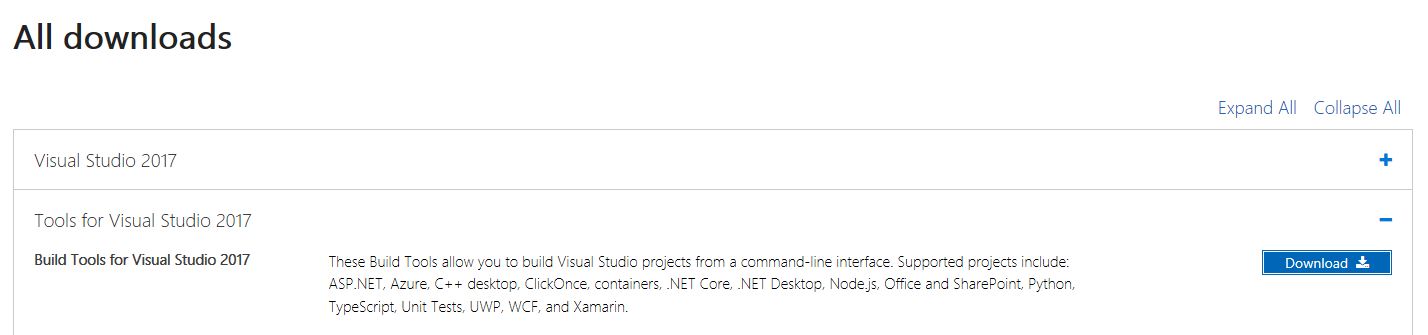 All downloads
Expand All Collapse All
Visual Studio 2017
Tools for Visual Studio 2017
Build Tools for Visual Studio 2017
These Build Tools allow you to build Visual Studio projects from a command-line interface. Supported projects include:
ASP.NET, Azure, C++ desktop, ClickOnce, containers, .NET Core, .NET Desktop, Node.js, Office and SharePoint, Python,
TypeScript, Unit Tests, UWP, WCF, and Xamarin.
Download